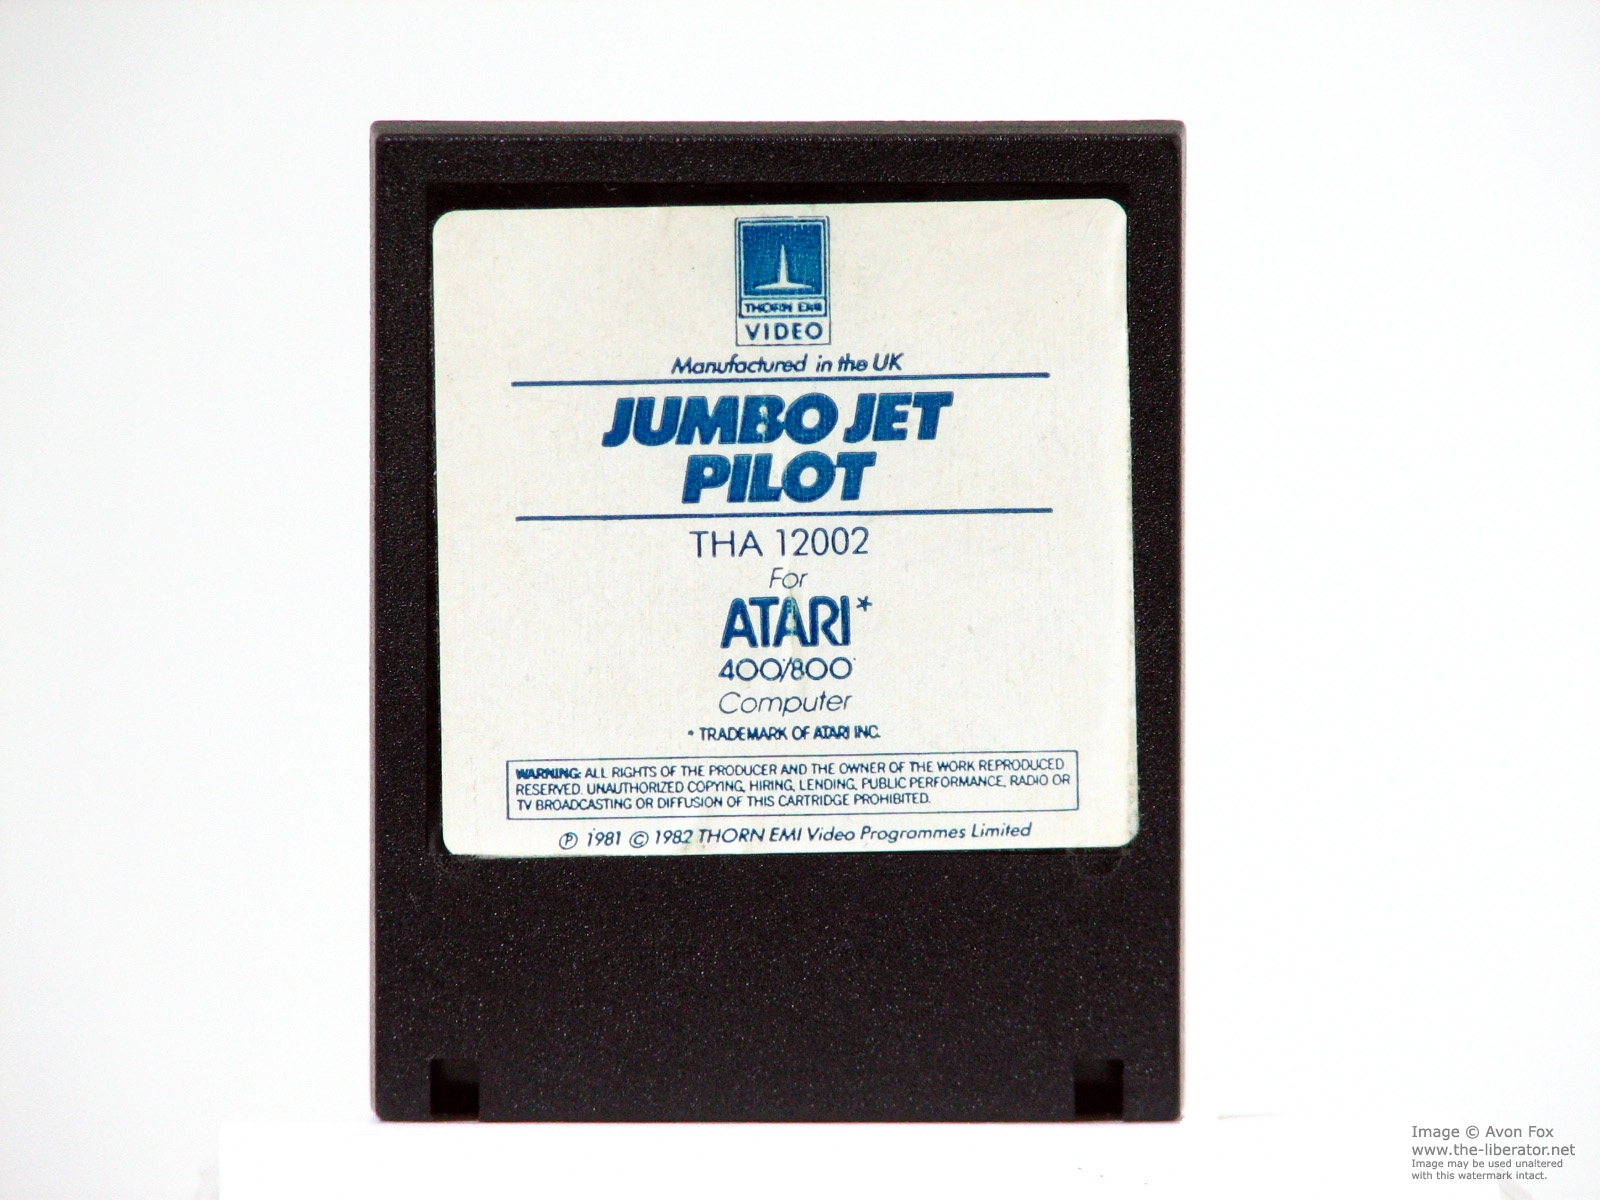 THORN EMI
VIDEO
Manufactured in the UK
JUMBO JET
PILOT
THA 12002
For
ATARI*
400/800
Computer
* TRADEMARK OF ATARI INC.
WARNING: ALL RIGHTS OF THE PRODUCER AND THE OWNER OF THE WORK REPRODUCED
RESERVED. UNAUTHORIZED COPYING, HIRING, LENDING, PUBLIC PERFORMANCE, RADIO OR
TV BROADCASTING OR DIFFUSION OF THIS CARTRIDGE PROHIBITED.
℗ 1981 © 1982 THORN EMI Video Programmes Limited
Image © Avon Fox
www.the-liberator.net
Image may be used unaltered
with this watermark intact.